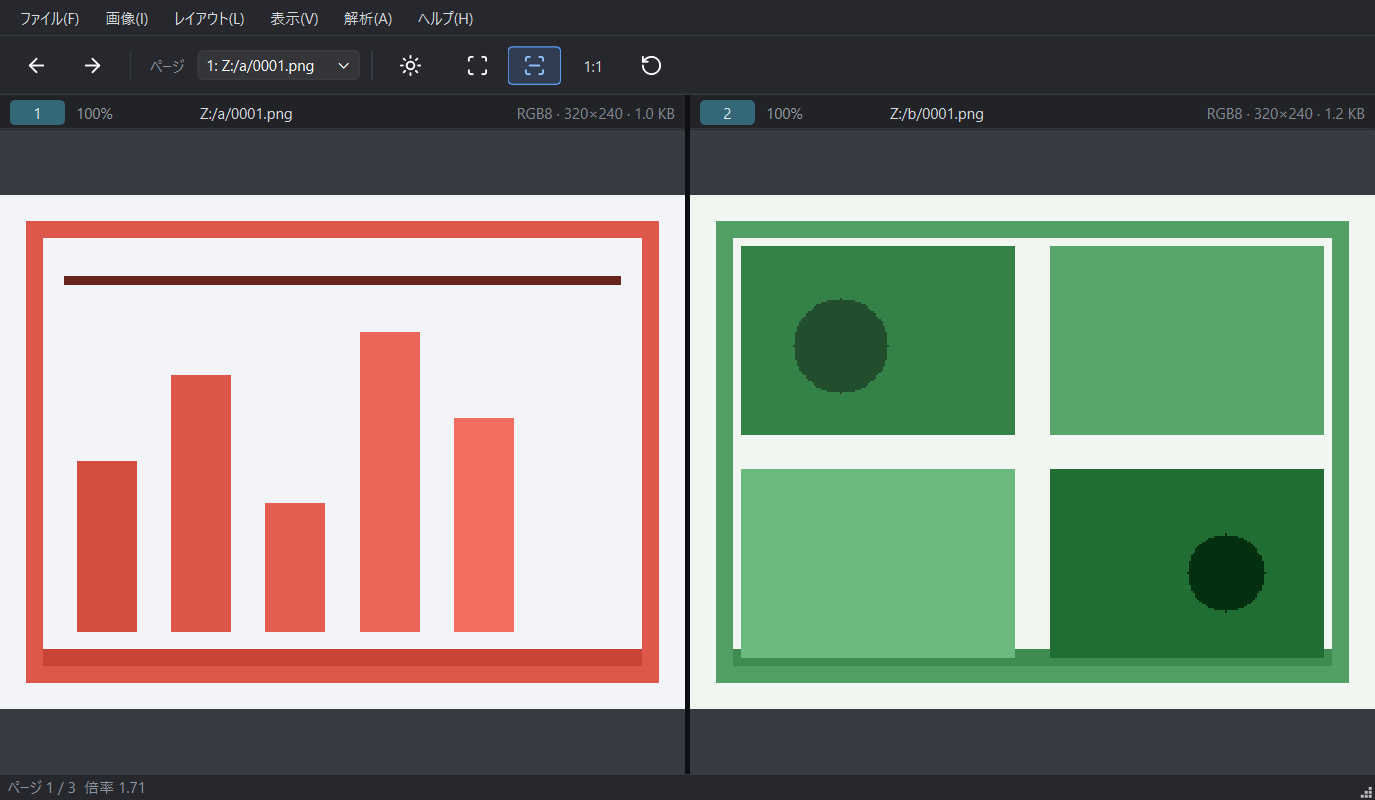 ファイル(F) 画像(I) レイアウト(L) 表示(V) 解析(A) ヘルプ(H)
ページ 1: Z:/a/0001.png 1:1
1 100% Z:/a/0001.png RGB8 · 320×240 · 1.0 KB
2 100% Z:/b/0001.png RGB8 · 320×240 · 1.2 KB
ページ 1 / 3 倍率 1.71